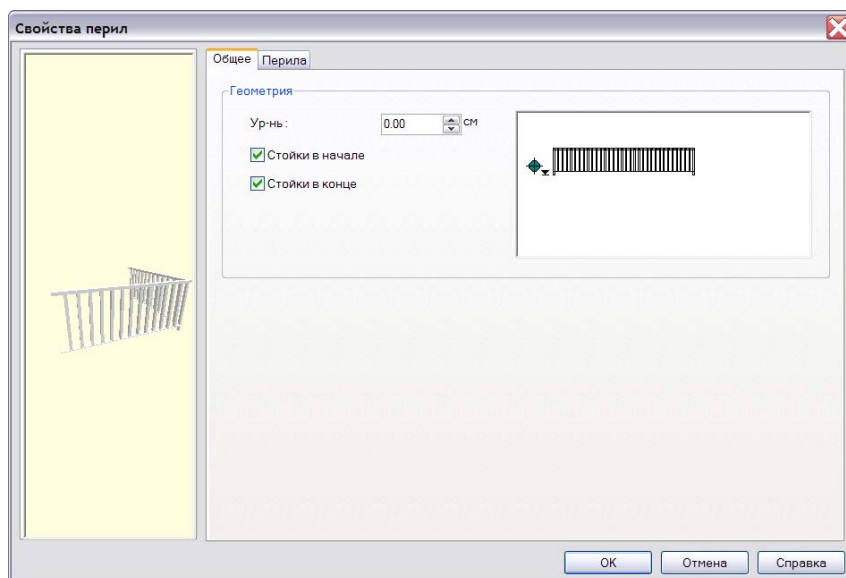 Свойства перил
Общее Перила
Геометрия
Ур-нь: 0.00 см
Стойки в начале
Стойки в конце
OK Отмена Справка